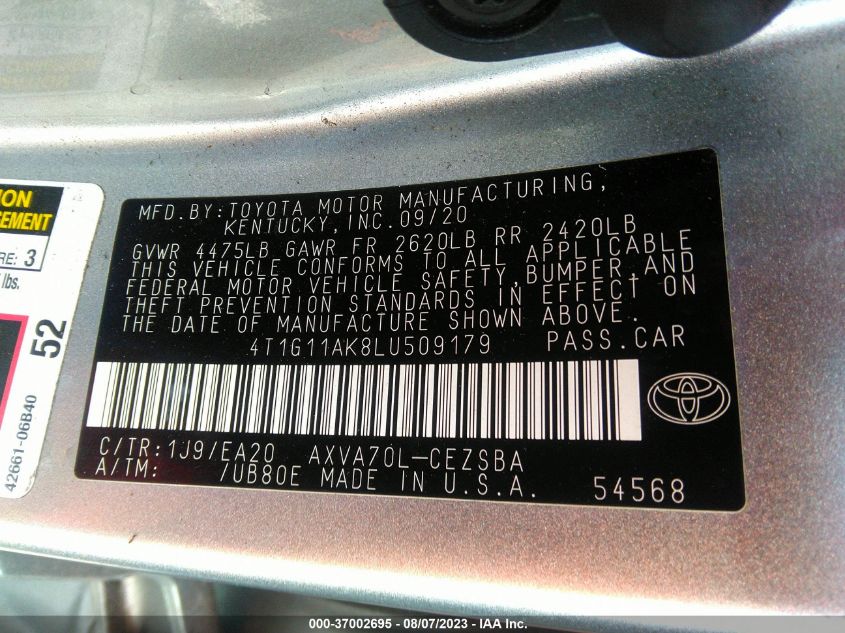 ION
CEMENT
RE: 3
lbs.
52
42661-06B40
MFD.BY:TOYOTA MOTOR MANUFACTURING,
KENTUCKY,INC.09/20
GVWR 4475LB GAWR FR 2620LB RR 2420LB
THIS VEHICLE CONFORMS TO ALL APPLICABLE
FEDERAL MOTOR VEHICLE SAFETY,BUMPER,AND
THEFT PREVENTION STANDARDS IN EFFECT ON
THE DATE OF MANUFACTURE SHOWN ABOVE.
4T1G11AK8LU509179 PASS.CAR
C/TR:1J9/EA20 AXVA70L-CEZSBA
A/TM: /UB80E MADE IN U.S.A. 54568
000-37002695 - 08/07/2023 - IAA Inc.